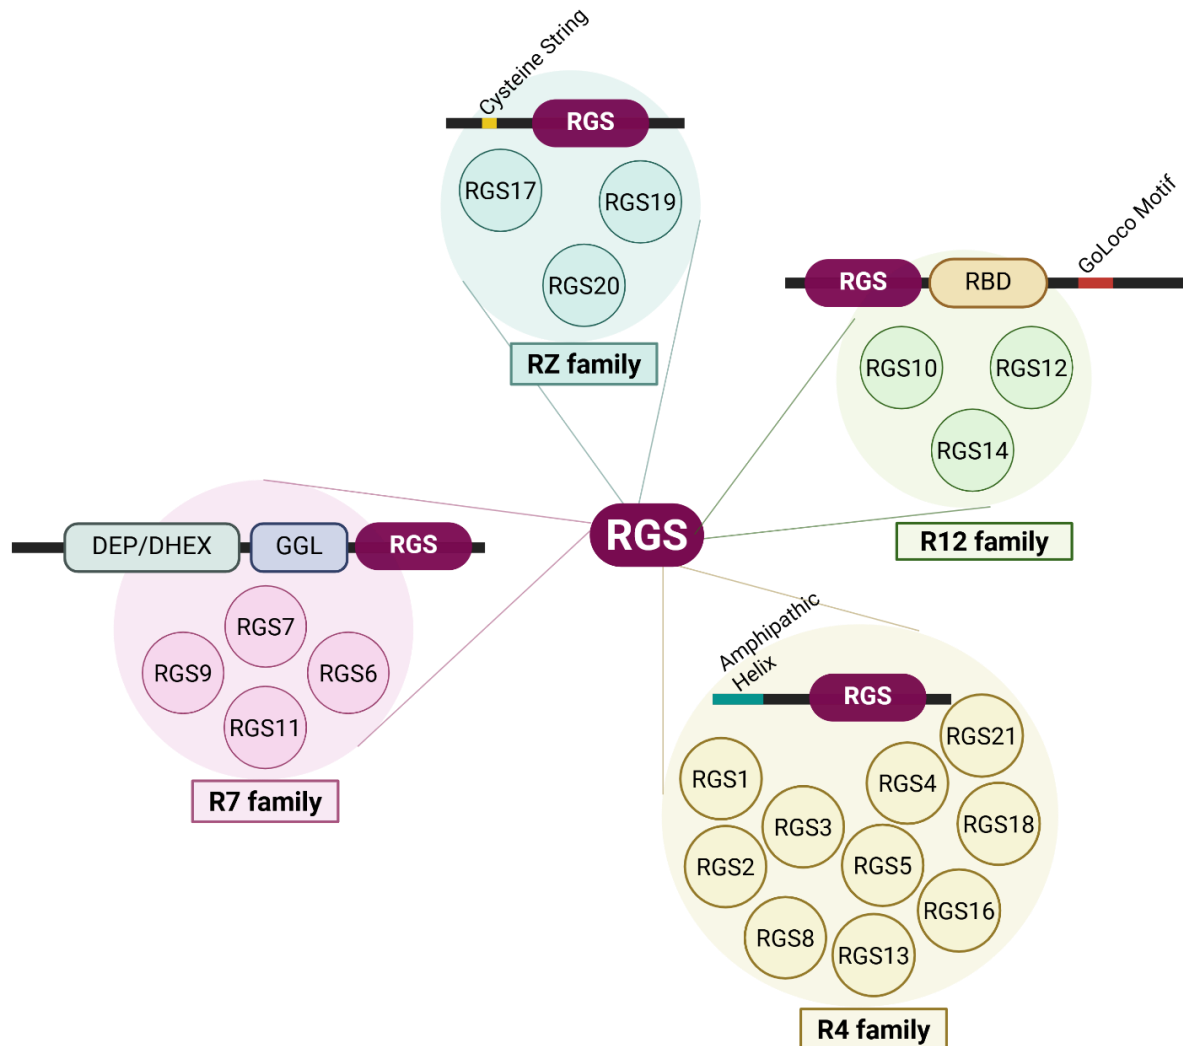 Cysteine String
RGS
RGS17
RGS19
RGS20
RZ family
GoLoco Motif
RGS
RBD
RGS10
RGS12
RGS14
R12 family
RGS
DEP/DHEX
GGL
RGS
RGS7
RGS9
RGS6
RGS11
R7 family
Amphipathic
Helix
RGS
RGS21
RGS1
RGS4
RGS3
RGS18
RGS2
RGS5
RGS16
RGS8
RGS13
R4 family